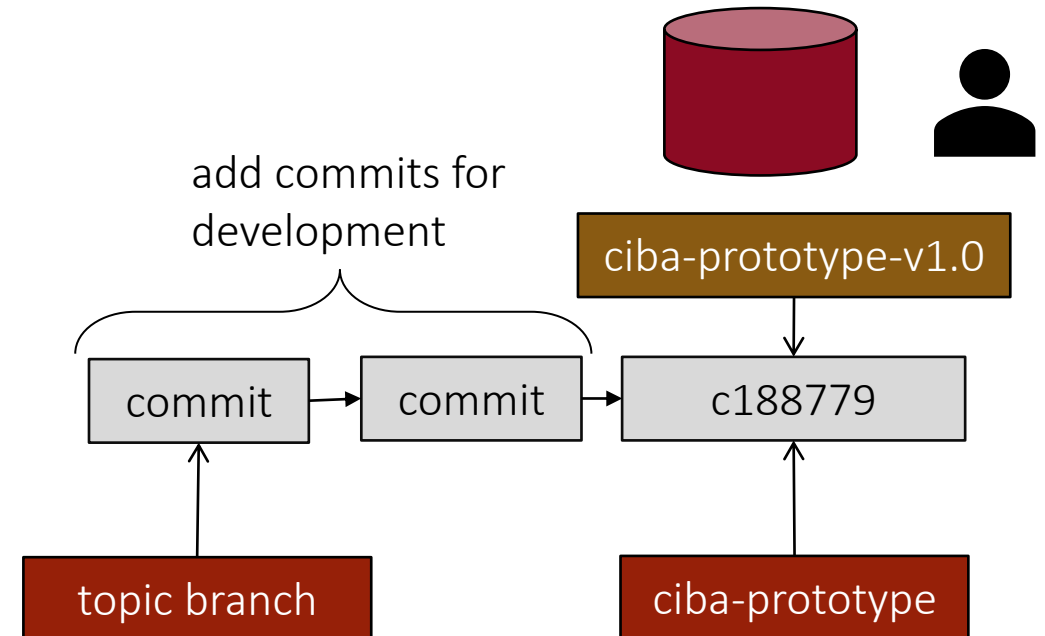 add commits for
development
ciba-prototype-v1.0
commit
commit
c188779
topic branch
ciba-prototype